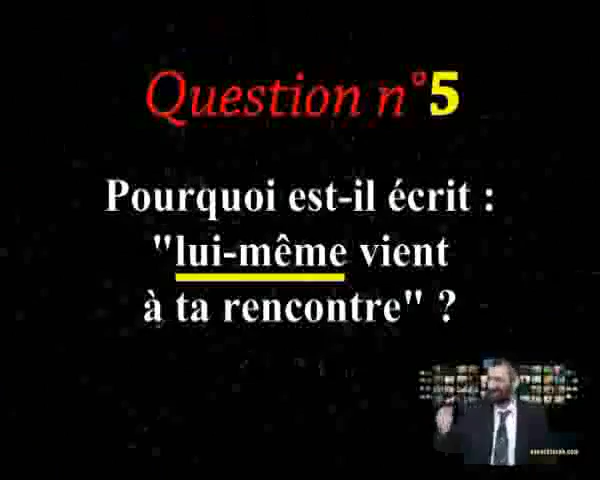 Question n°5
Pourquoi est-il écrit :
"lui-même vient
à ta rencontre" ?